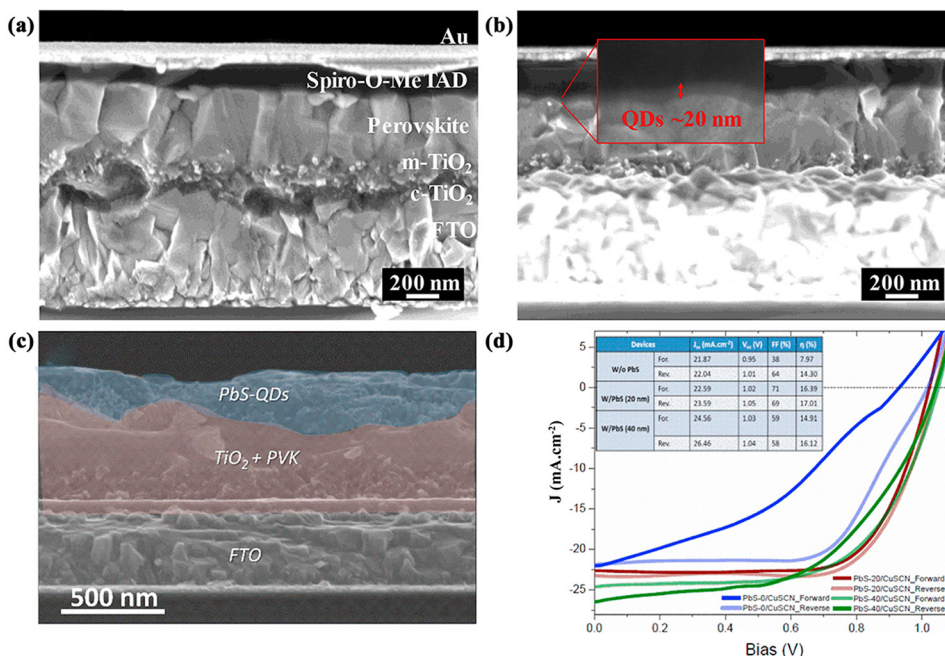 (a)
Au
Spiro-O-MeTAD
Perovskite
m-TiO₂
c-TiO₂
FTO
200 nm
(b)
QDs ~20 nm
200 nm
(c)
PbS-QDs
TiO₂ + PVK
FTO
500 nm
(d)
Devices Jsc (mA.cm⁻²) Voc (V) FF (%) η (%)
W/o PbS For. 21.87 0.95 38 7.97
Rev. 22.04 1.01 64 14.30
W/PbS (20 nm) For. 22.59 1.02 71 16.39
Rev. 23.59 1.05 69 17.01
W/PbS (40 nm) For. 24.56 1.03 59 14.91
Rev. 26.46 1.04 58 16.12
J (mA.cm⁻²)
5
0
-5
-10
-15
-20
-25
PbS-20/CuSCN_Forward
PbS-20/CuSCN_Reverse
PbS-0/CuSCN_Forward PbS-40/CuSCN_Forward
PbS-0/CuSCN_Reverse PbS-40/CuSCN_Reverse
0.0 0.2 0.4 0.6 0.8 1.0
Bias (V)